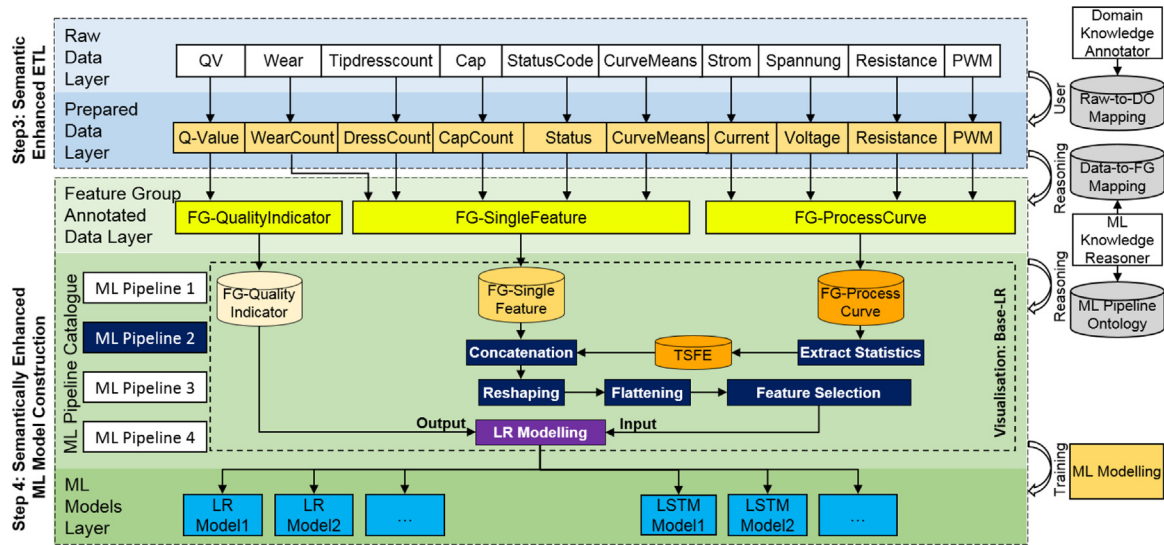 Step3: Semantic
Enhanced ETL
Raw
Data
Layer
QV
Wear
Tipdresscount
Cap
StatusCode
CurveMeans
Strom
Spannung
Resistance
PWM
Prepared
Data
Layer
Q-Value
WearCount
DressCount
CapCount
Status
CurveMeans
Current
Voltage
Resistance
PWM
User
Domain
Knowledge
Annotator
Raw-to-DO
Mapping
Reasoning
Data-to-FG
Mapping
ML
Knowledge
Reasoner
Reasoning
ML Pipeline
Ontology
Step 4: Semantically Enhanced
ML Model Construction
Feature Group
Annotated
Data Layer
FG-QualityIndicator
FG-SingleFeature
FG-ProcessCurve
ML Pipeline Catalogue
ML Pipeline 1
ML Pipeline 2
ML Pipeline 3
ML Pipeline 4
FG-Quality
Indicator
FG-Single
Feature
FG-Process
Curve
Concatenation
TSFE
Extract Statistics
Reshaping
Flattening
Feature Selection
Output
LR Modelling
Input
Visualisation: Base-LR
Training
ML Modelling
ML
Models
Layer
LR
Model1
LR
Model2
...
LSTM
Model1
LSTM
Model2
...